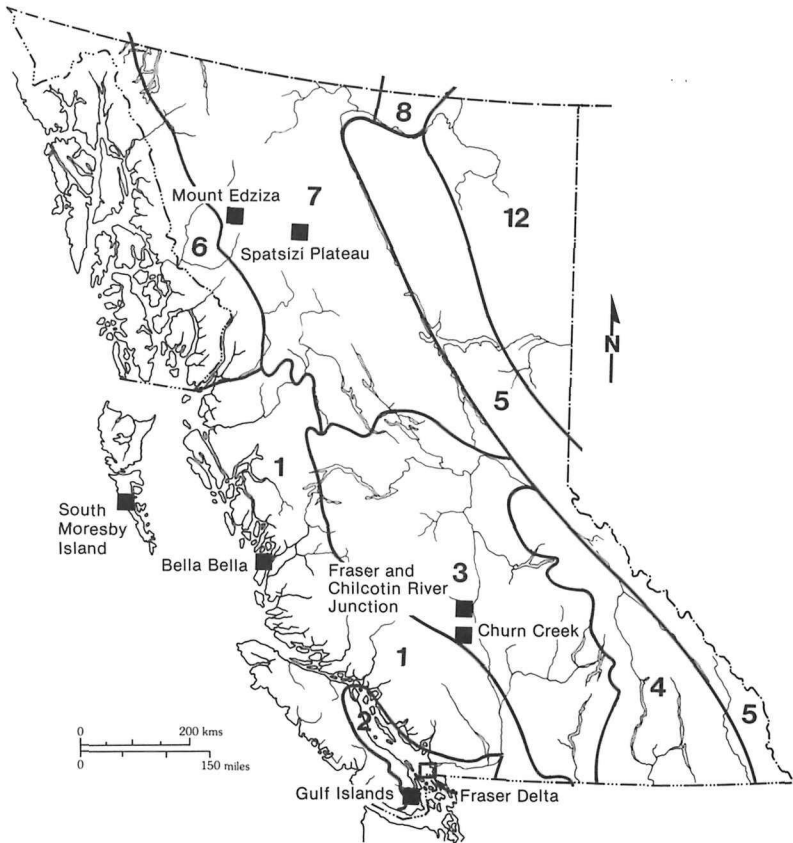 8
12
Mount Edziza
7
6
Spatsizi Plateau
N
5
1
South
Moresby
Island
Bella Bella
Fraser and
Chilcotin River
Junction
3
Churn Creek
1
4
5
2
0 200 kms
0 150 miles
Gulf Islands
Fraser Delta